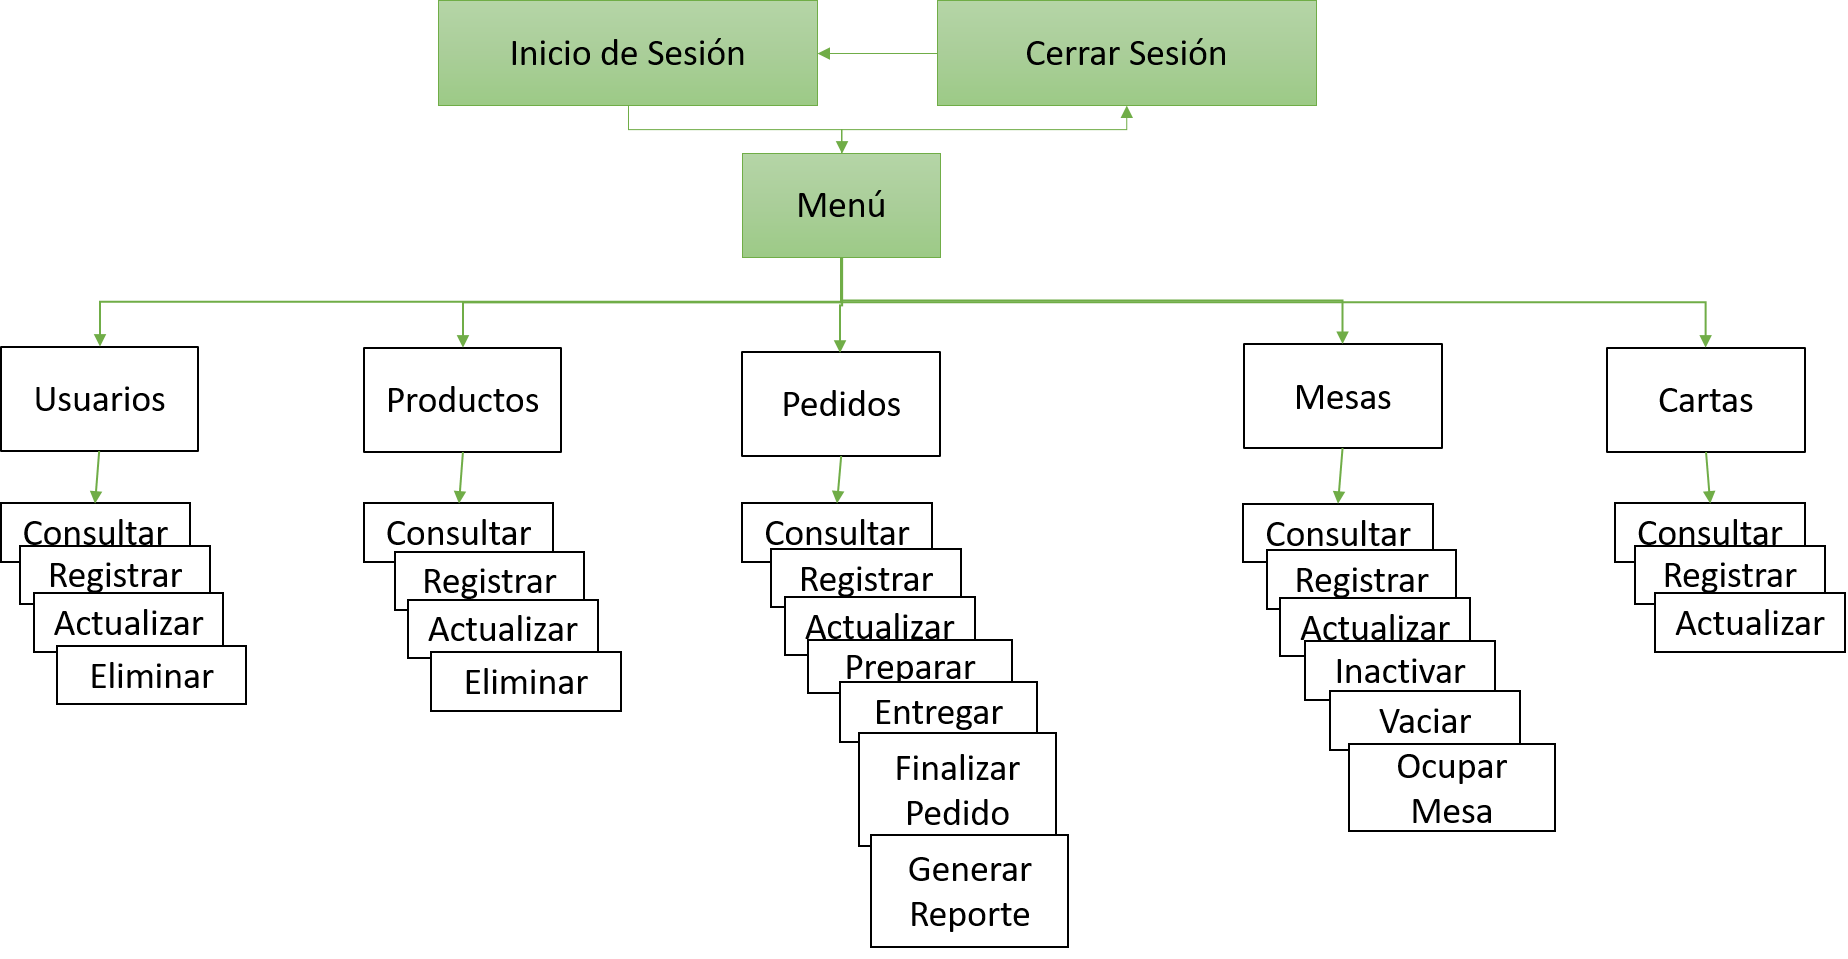 Inicio de Sesión
Cerrar Sesión
Menú
Usuarios
Productos
Pedidos
Mesas
Cartas
Consultar
Registrar
Actualizar
Eliminar
Consultar
Registrar
Actualizar
Eliminar
Consultar
Registrar
Actualizar
Preparar
Entregar
Finalizar
Pedido
Generar
Reporte
Consultar
Registrar
Actualizar
Inactivar
Vaciar
Ocupar
Mesa
Consultar
Registrar
Actualizar